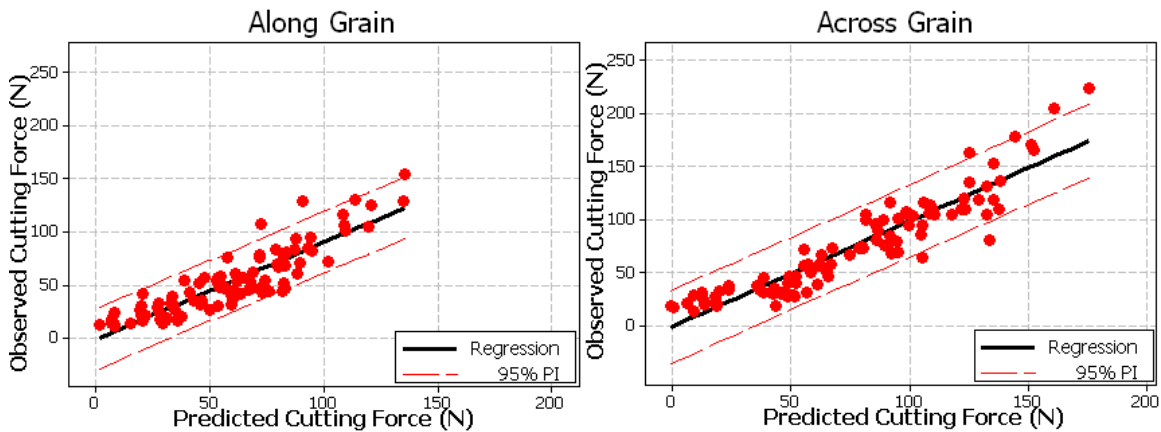 Along Grain
Observed Cutting Force (N)
250
200
150
100
50
0
Regression
95% PI
0 50 100 150 200
Predicted Cutting Force (N)
Across Grain
Observed Cutting Force (N)
250
200
150
100
50
0
Regression
95% PI
0 50 100 150 200
Predicted Cutting Force (N)